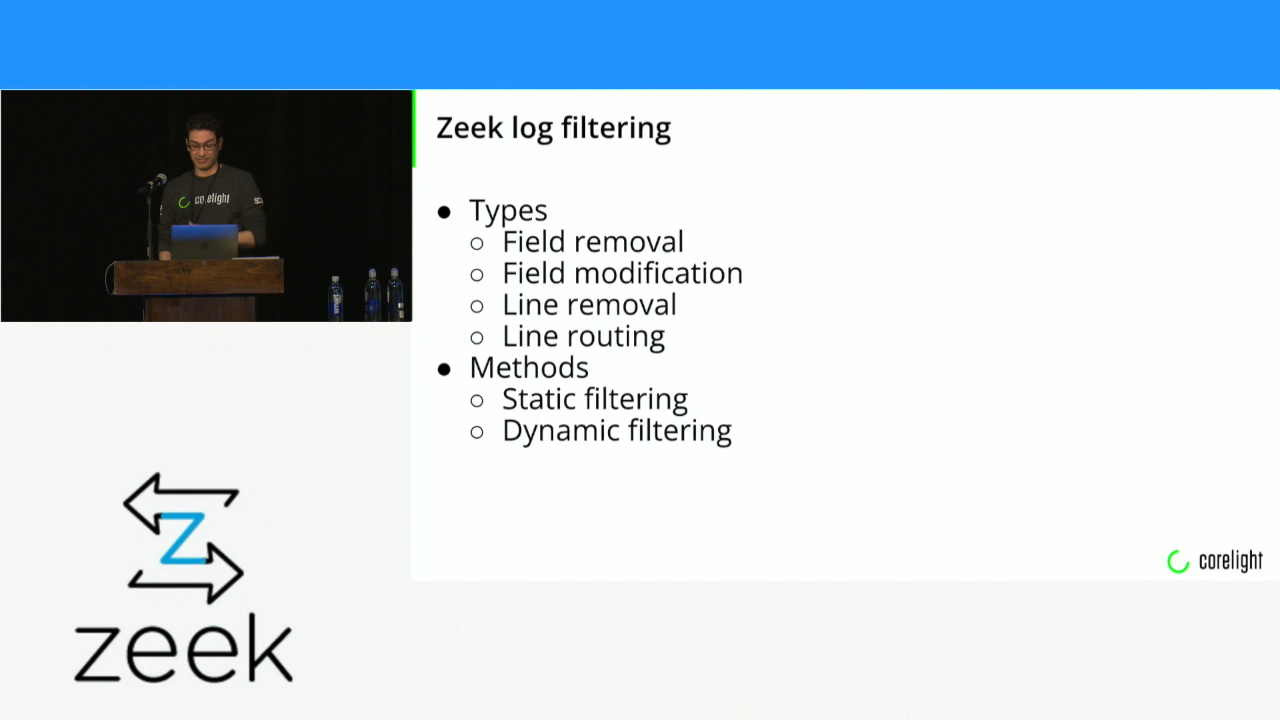 Zeek log filtering
● Types
○ Field removal
○ Field modification
○ Line removal
○ Line routing
● Methods
○ Static filtering
○ Dynamic filtering
corelight
corelight
Z
zeek